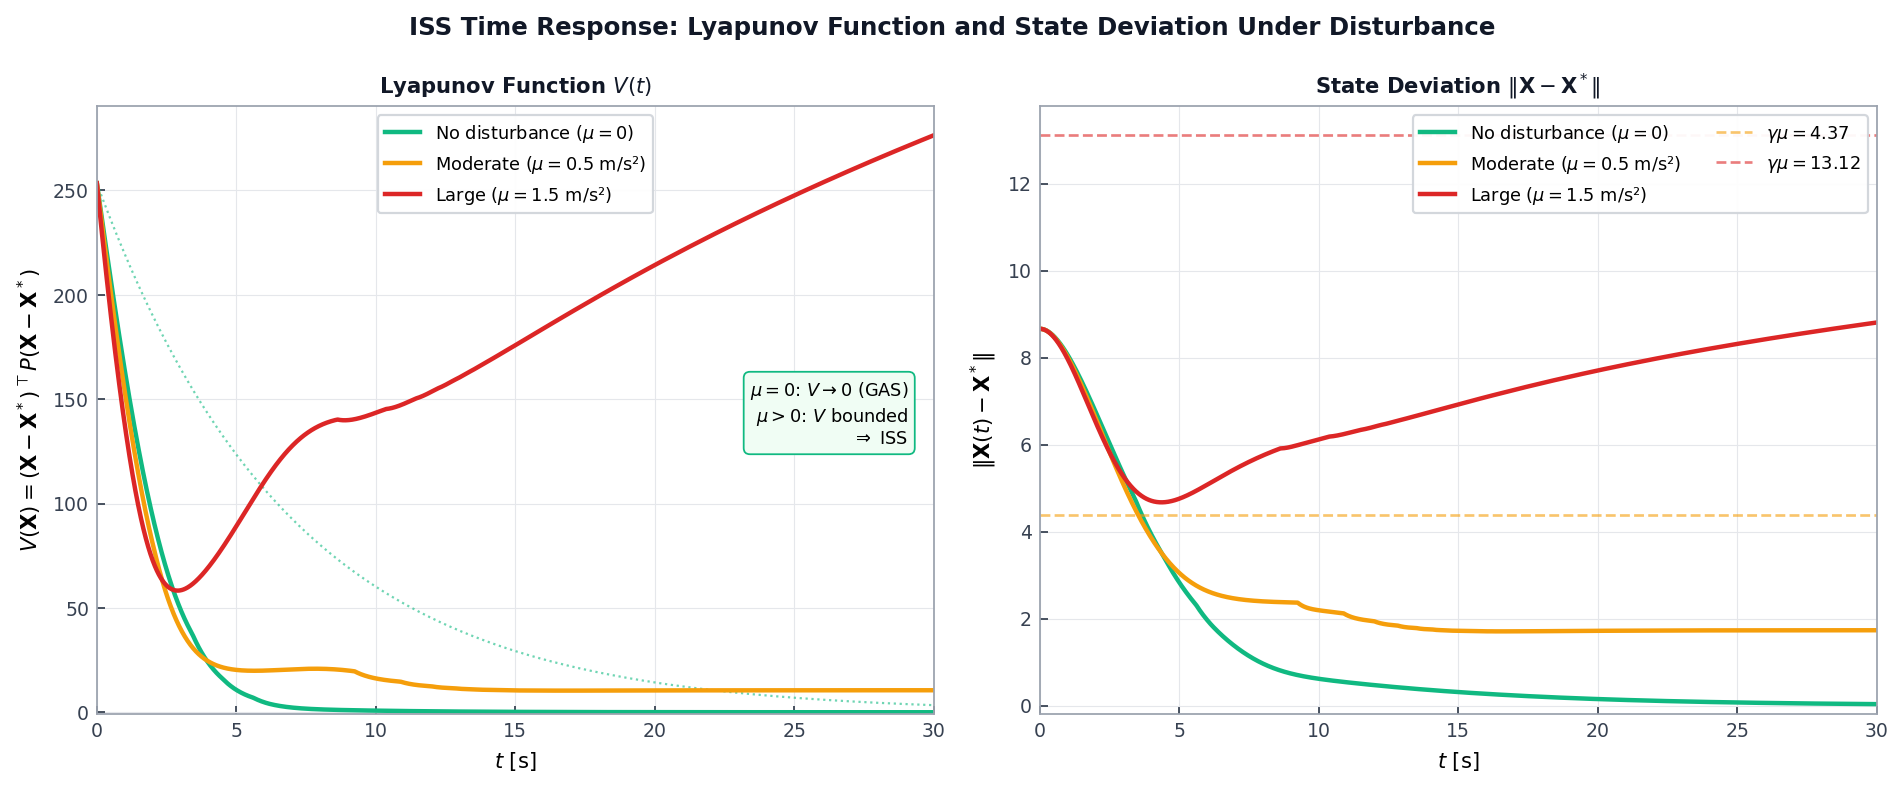 ISS Time Response: Lyapunov Function and State Deviation Under Disturbance
Lyapunov Function V(t)
No disturbance (μ = 0)
Moderate (μ = 0.5 m/s²)
Large (μ = 1.5 m/s²)
V(X) = (X − X*)⊤P(X − X*)
250
200
150
100
50
0
μ = 0: V → 0 (GAS)
μ > 0: V bounded
⇒ ISS
0 5 10 15 20 25 30
t [s]
State Deviation ‖X − X*‖
No disturbance (μ = 0)
Moderate (μ = 0.5 m/s²)
Large (μ = 1.5 m/s²)
γμ = 4.37
γμ = 13.12
‖X(t) − X*‖
12
10
8
6
4
2
0
0 5 10 15 20 25 30
t [s]